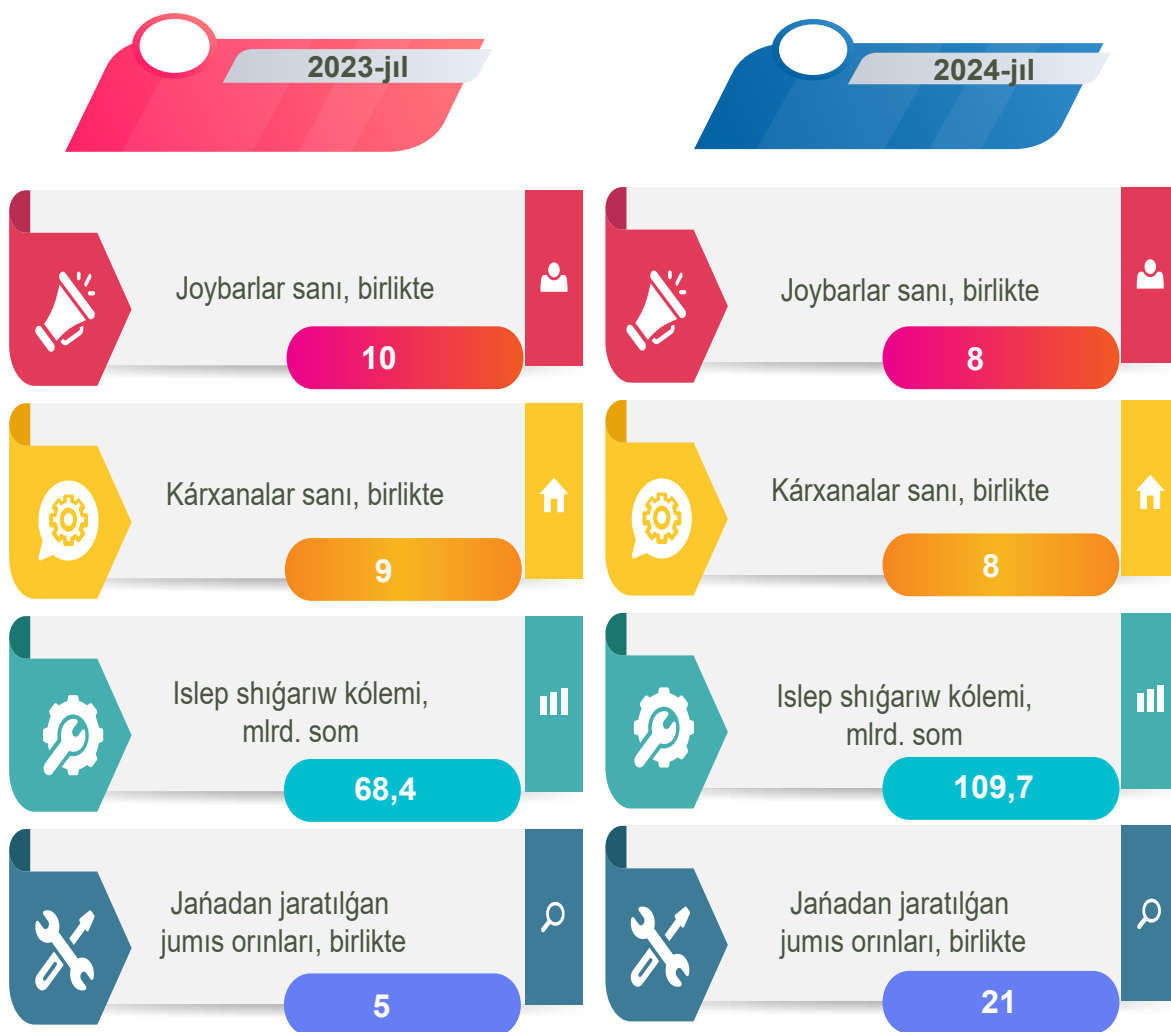 2023-jıl
Joybarlar sanı, birlikte
10
Kárxanalar sanı, birlikte
9
Islep shıǵarıw kólemi,
mlrd. som
68,4
Jańadan jaratılǵan
jumıs orınları, birlikte
5
2024-jıl
Joybarlar sanı, birlikte
8
Kárxanalar sanı, birlikte
8
Islep shıǵarıw kólemi,
mlrd. som
109,7
Jańadan jaratılǵan
jumıs orınları, birlikte
21